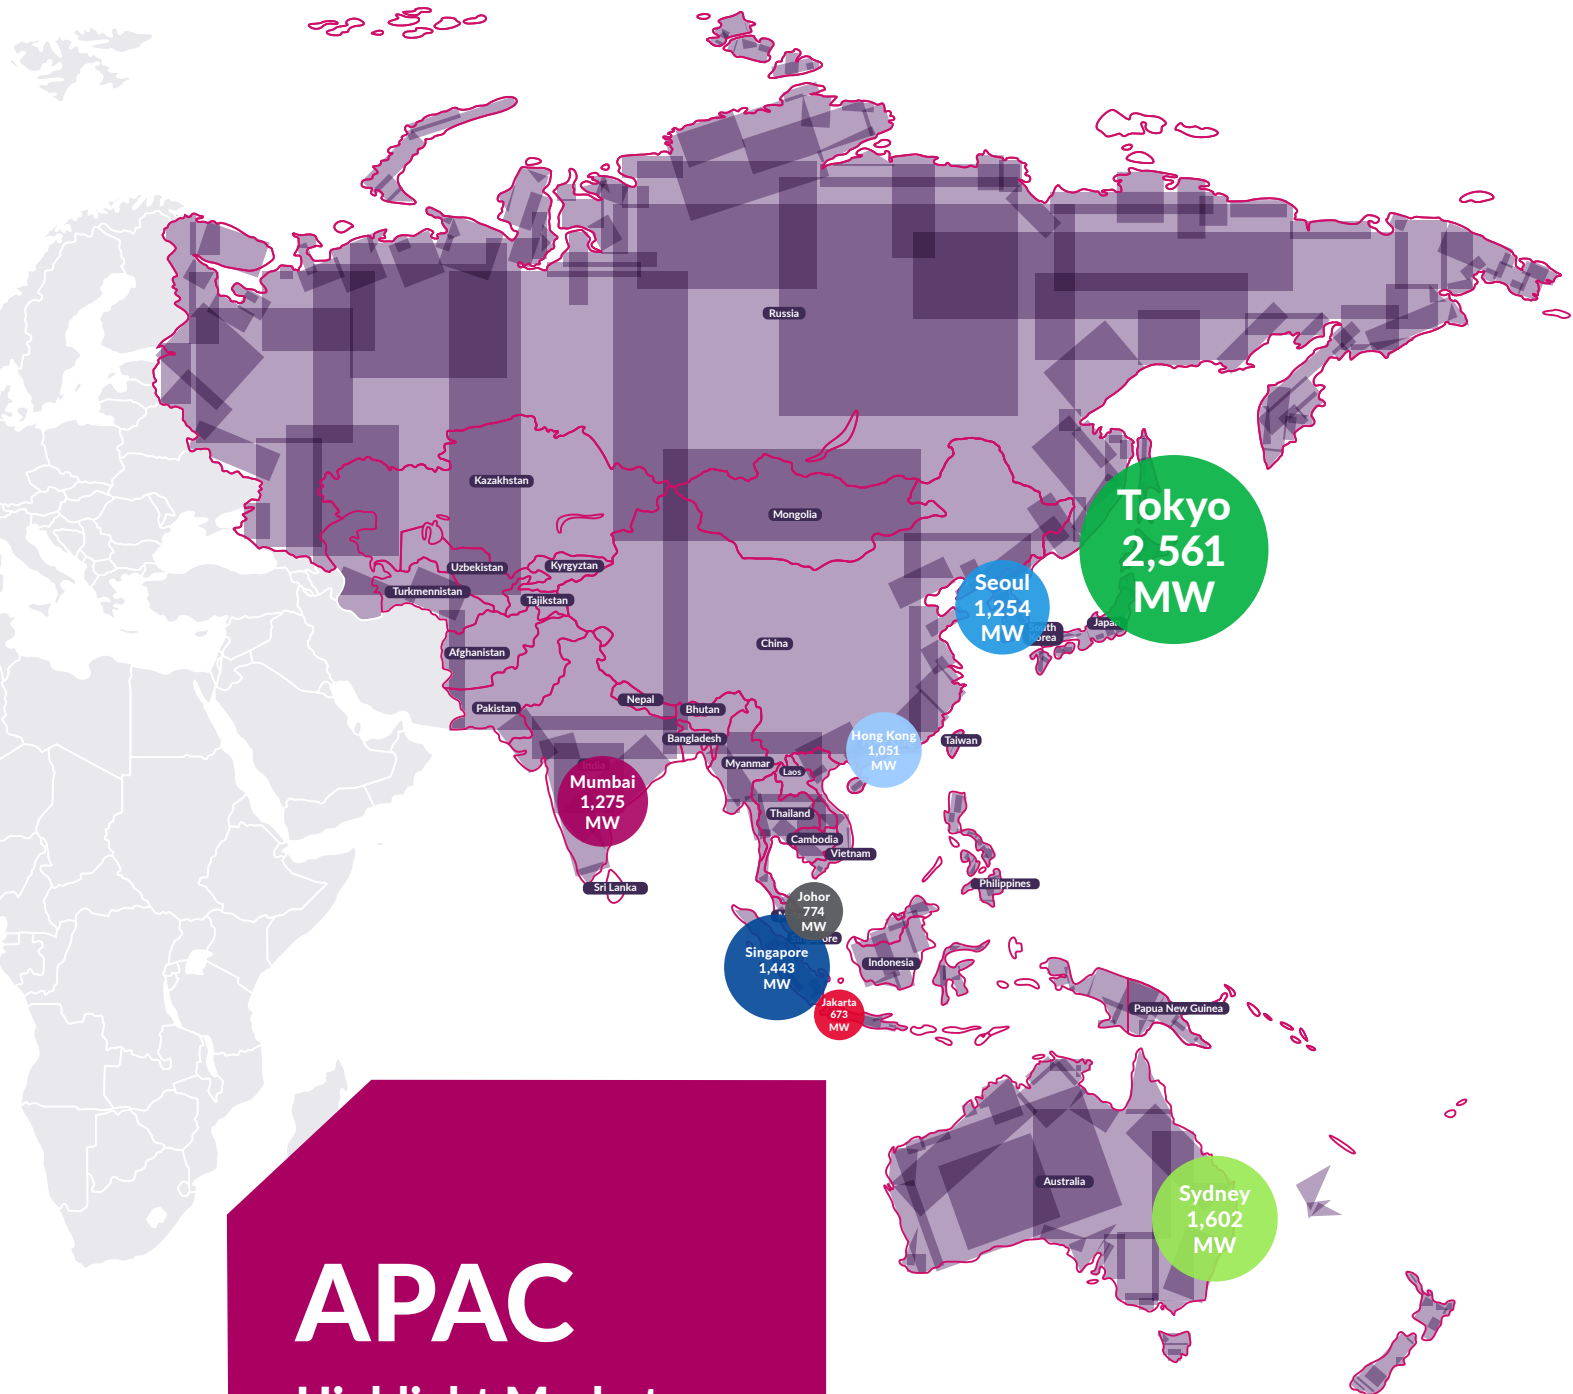 Russia
Kazakhstan
Mongolia
Tokyo
2,561
MW
Uzbekistan
Kyrgyztan
Turkmennistan
Tajikstan
Seoul
1,254
MW
South
Korea
China
Afghanistan
Pakistan
Nepal
Bhutan
Bangladesh
Hong Kong
1,051
MW
Taiwan
India
Myanmar
Laos
Mumbai
1,275
MW
Thailand
Cambodia
Vietnam
Sri Lanka
Philippines
Johor
774
MW
Singapore
1,443
MW
Indonesia
Jakarta
673
MW
Papua New Guinea
Australia
Sydney
1,602
MW
APAC